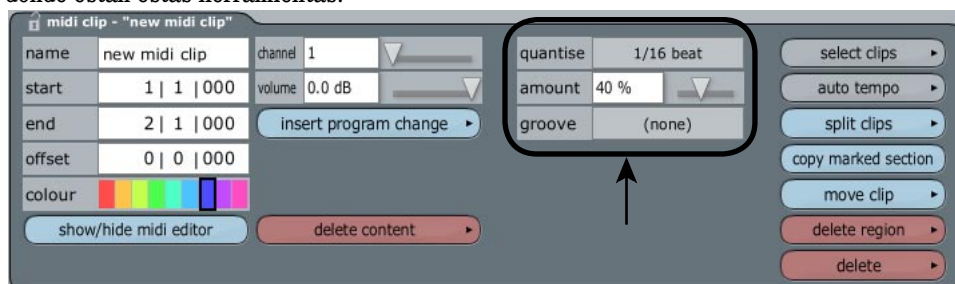 donde están estas herramientas.
midi clip - "new midi clip"
name new midi clip channel 1 quantise 1/16 beat select clips
start 1| 1 |000 volume 0.0 dB amount 40 % auto tempo
end 2| 1 |000 insert program change groove (none) split clips
offset 0| 0 |000 copy marked section
colour move clip
show/hide midi editor delete content delete region
delete